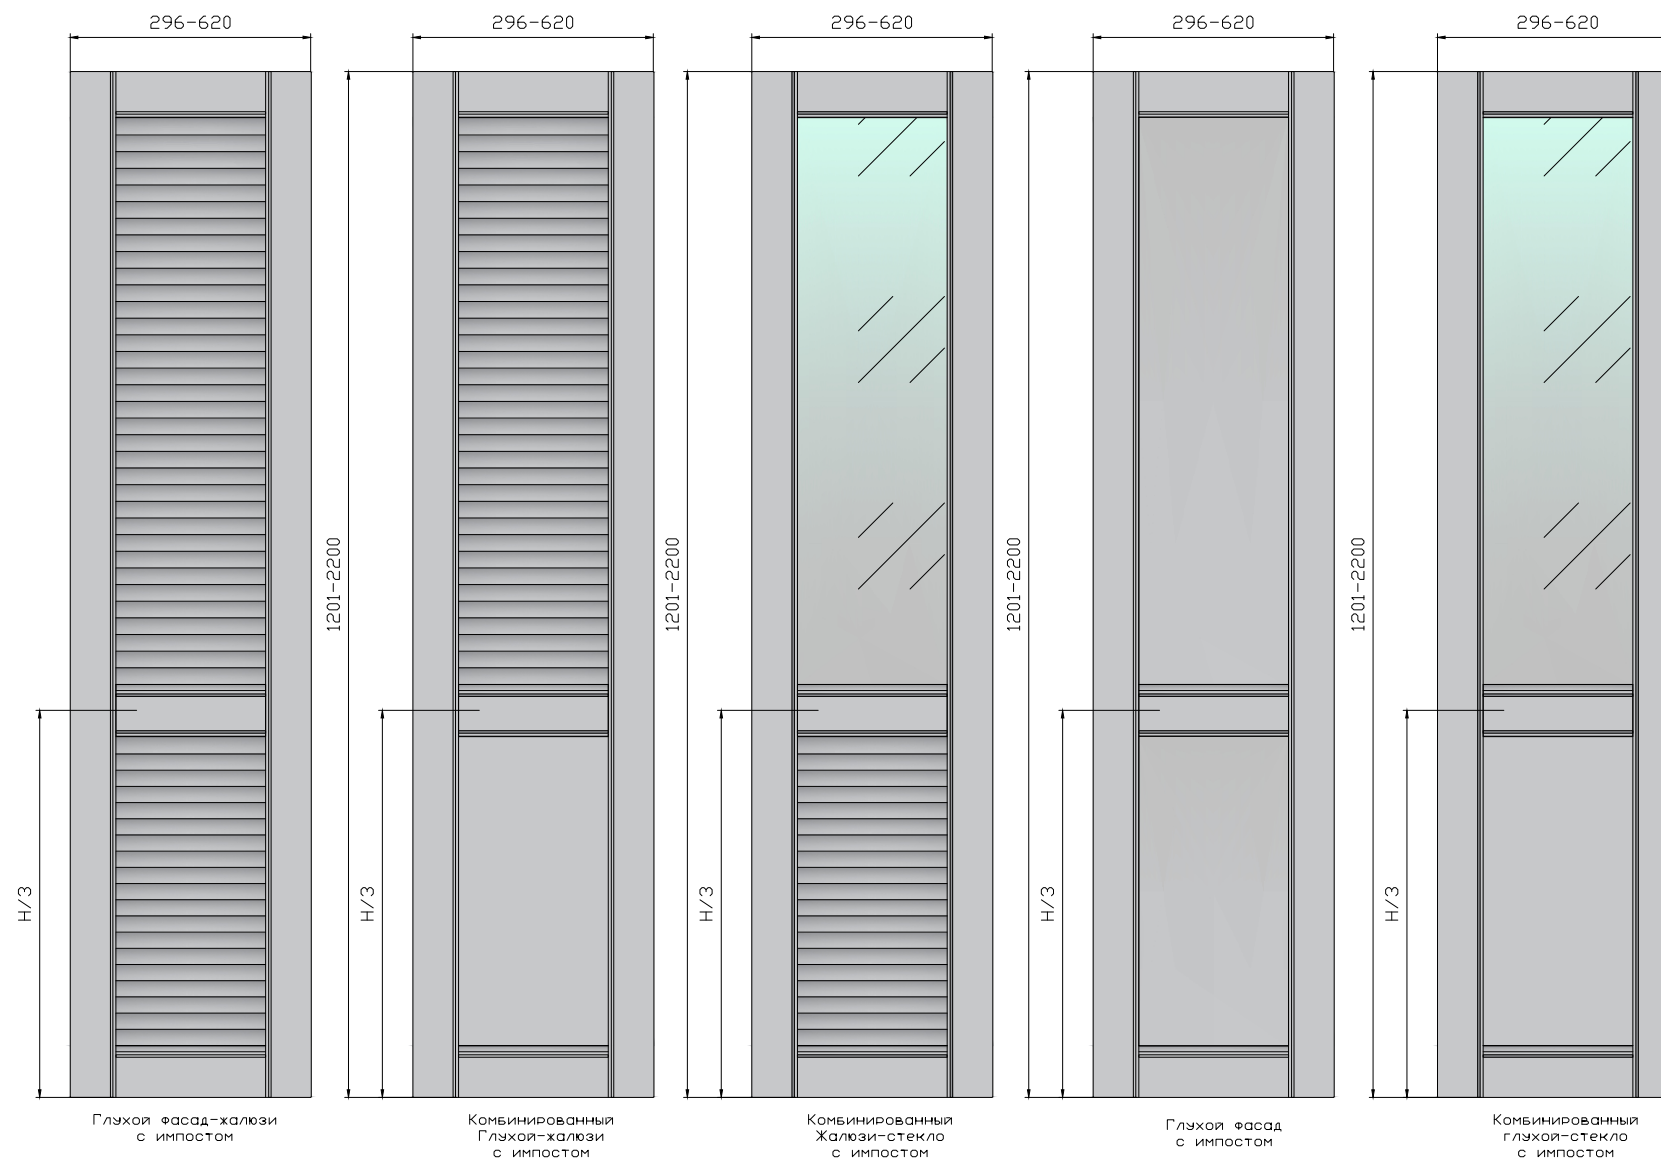 296-620
296-620
296-620
296-620
296-620
1201-2200
1201-2200
1201-2200
1201-2200
H/3
H/3
H/3
H/3
H/3
Глухой фасад-жалюзи
с импостом
Комбинированный
Глухой-жалюзи
с импостом
Комбинированный
Жалюзи-стекло
с импостом
Глухой фасад
с импостом
Комбинированный
глухой-стекло
с импостом